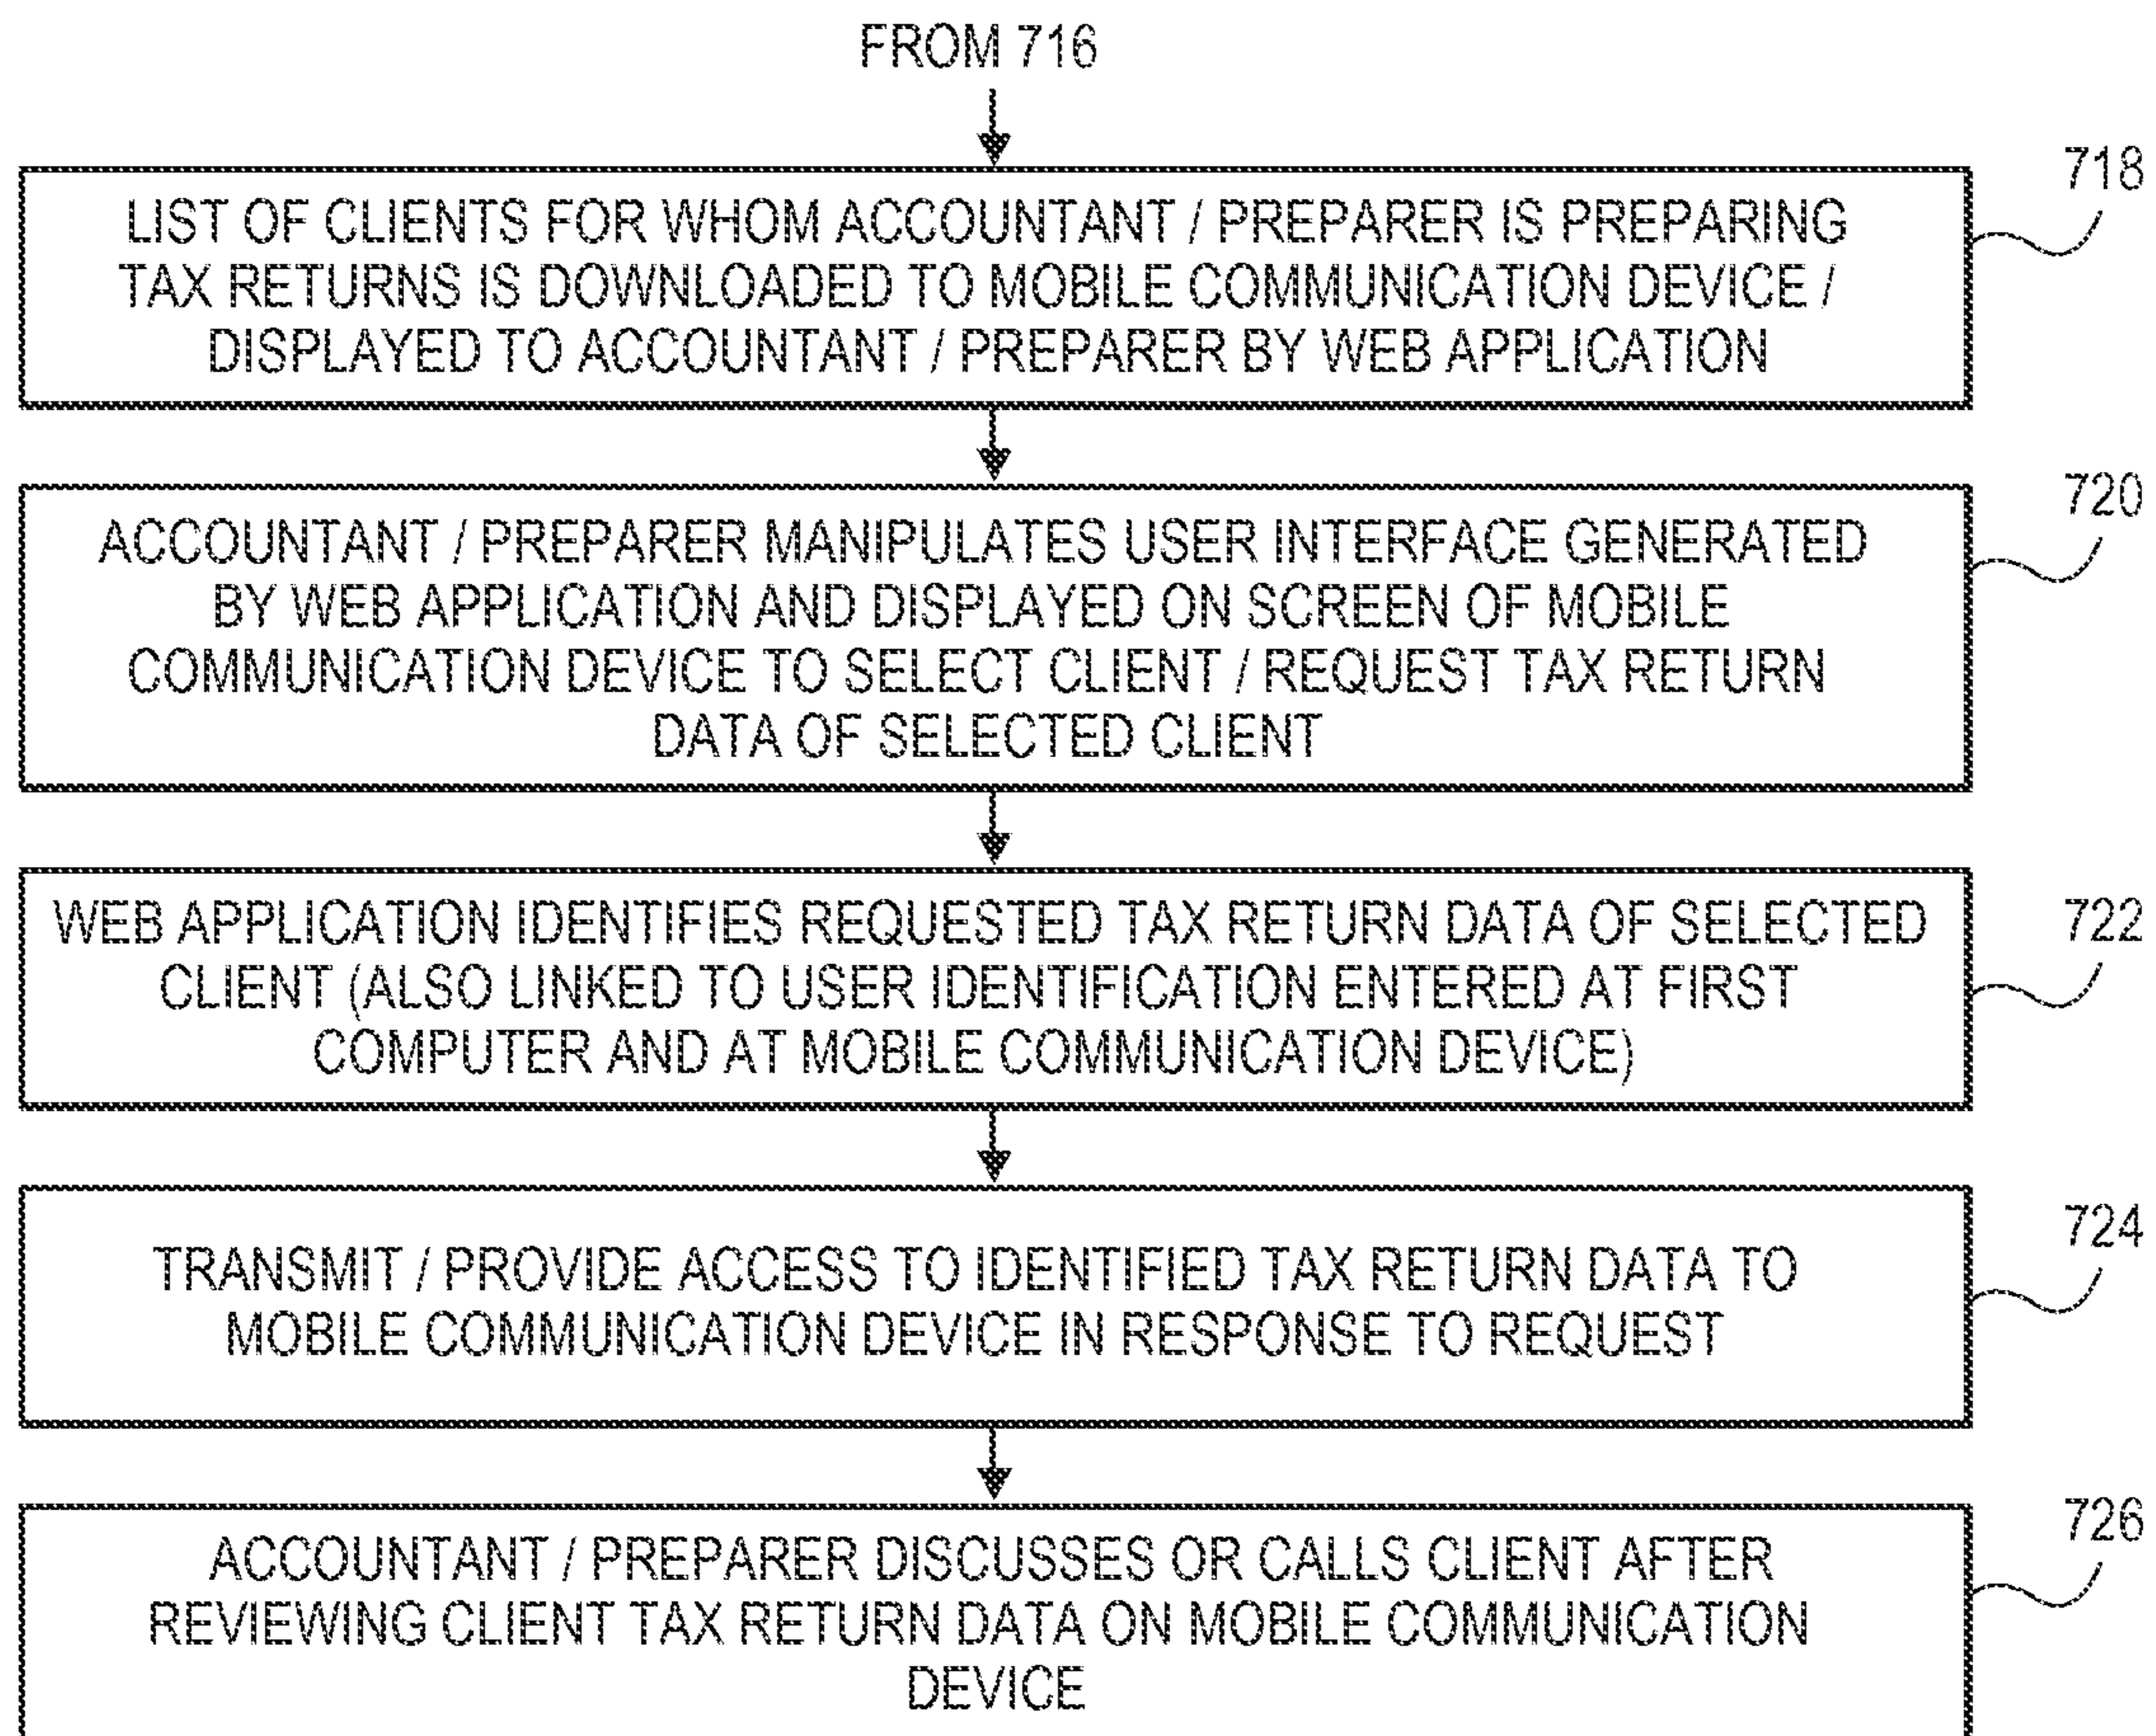 FROM 716
718
LIST OF CLIENTS FOR WHOM ACCOUNTANT / PREPARER IS PREPARING
TAX RETURNS IS DOWNLOADED TO MOBILE COMMUNICATION DEVICE /
DISPLAYED TO ACCOUNTANT / PREPARER BY WEB APPLICATION
720
ACCOUNTANT / PREPARER MANIPULATES USER INTERFACE GENERATED
BY WEB APPLICATION AND DISPLAYED ON SCREEN OF MOBILE
COMMUNICATION DEVICE TO SELECT CLIENT / REQUEST TAX RETURN
DATA OF SELECTED CLIENT
722
WEB APPLICATION IDENTIFIES REQUESTED TAX RETURN DATA OF SELECTED
CLIENT (ALSO LINKED TO USER IDENTIFICATION ENTERED AT FIRST
COMPUTER AND AT MOBILE COMMUNICATION DEVICE)
724
TRANSMIT / PROVIDE ACCESS TO IDENTIFIED TAX RETURN DATA TO
MOBILE COMMUNICATION DEVICE IN RESPONSE TO REQUEST
726
ACCOUNTANT / PREPARER DISCUSSES OR CALLS CLIENT AFTER
REVIEWING CLIENT TAX RETURN DATA ON MOBILE COMMUNICATION
DEVICE